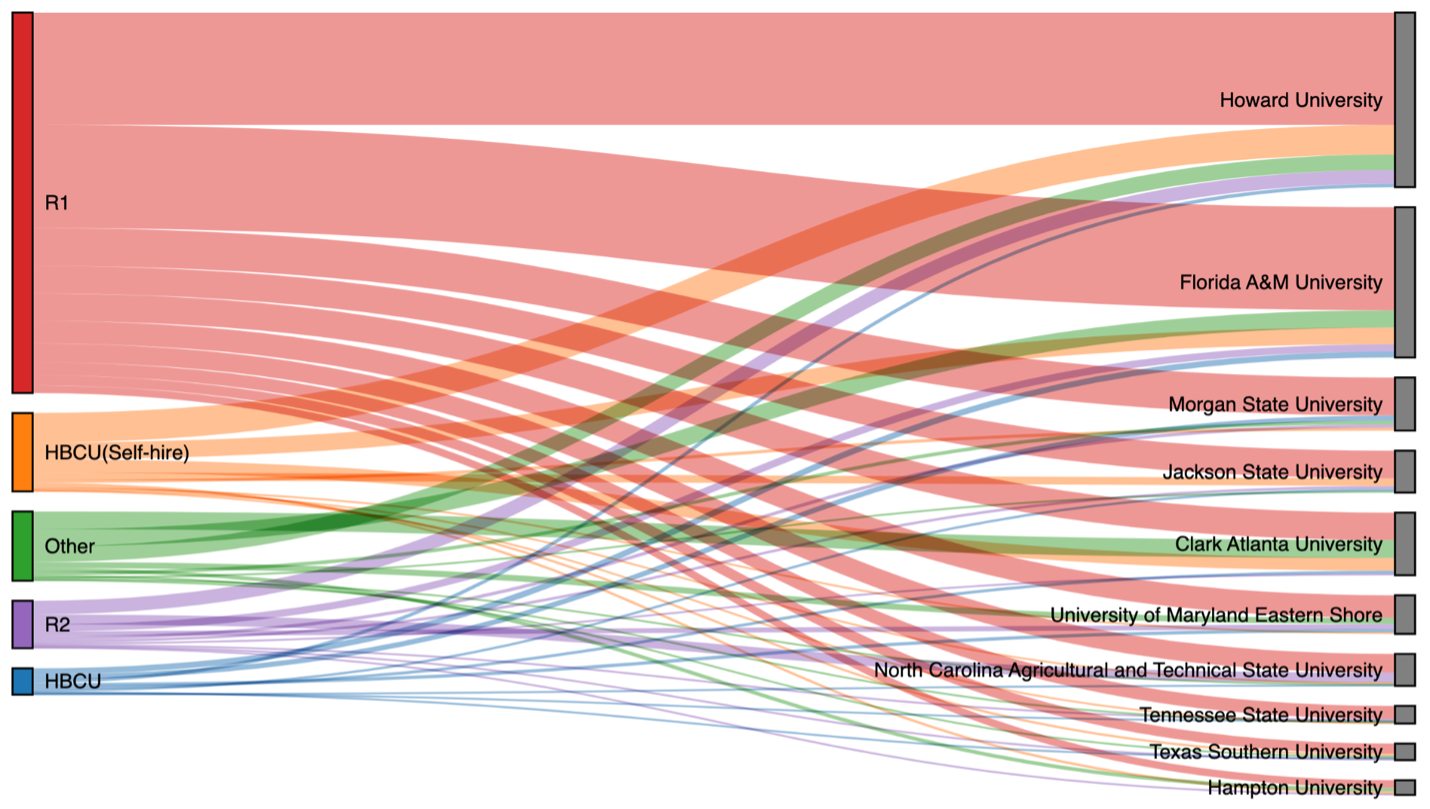 R1
HBCU(Self-hire)
Other
R2
HBCU
Howard University
Florida A&M University
Morgan State University
Jackson State University
Clark Atlanta University
University of Maryland Eastern Shore
North Carolina Agricultural and Technical State University
Tennessee State University
Texas Southern University
Hampton University